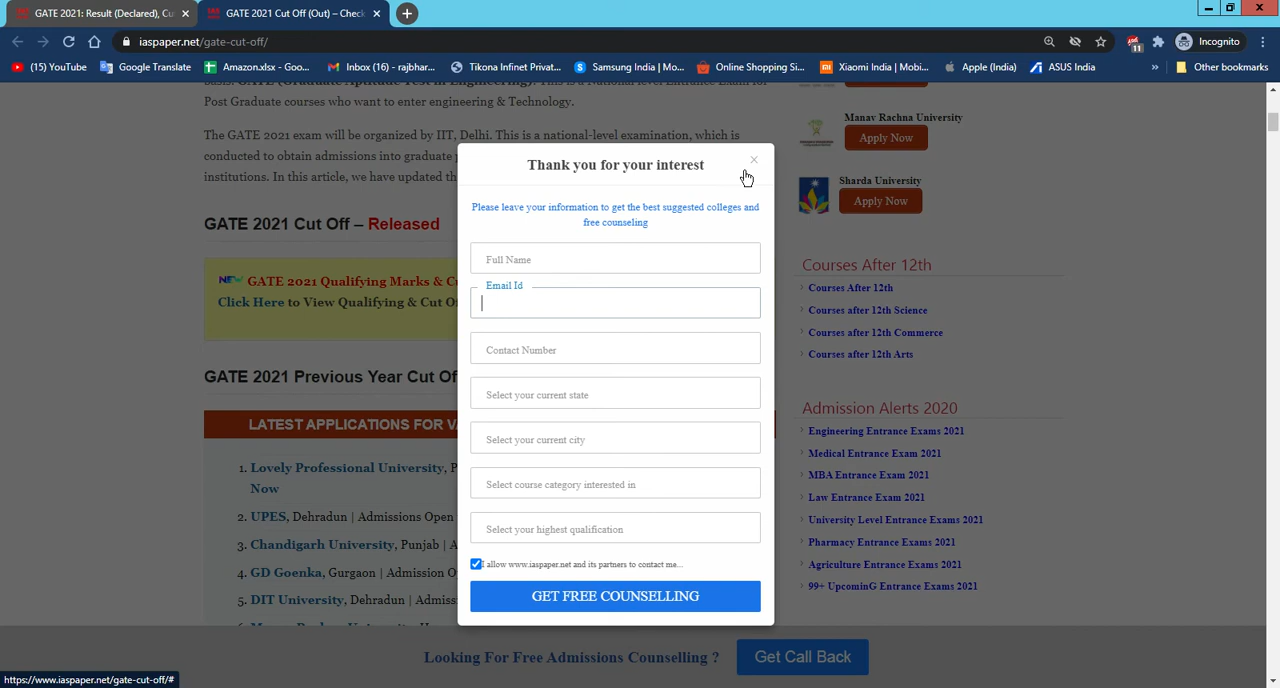 GATE 2021: Result (Declared), Cu
GATE 2021 Cut Off (Out) – Check
iaspaper.net/gate-cut-off/
11
Incognito
(15) YouTube
Google Translate
Amazon.xlsx - Goo...
Inbox (16) - rajbhar...
Tikona Infinet Privat...
Samsung India | Mo...
Online Shopping Si...
Xiaomi India | Mobi...
Apple (India)
ASUS India
»
Other bookmarks
Post Graduate courses who want to enter engineering & Technology.
The GATE 2021 exam will be organized by IIT, Delhi. This is a national-level examination, which is
conducted to obtain admissions into graduate p
institutions. In this article, we have updated th
GATE 2021 Cut Off – Released
NEW GATE 2021 Qualifying Marks & Cu
Click Here to View Qualifying & Cut Of
GATE 2021 Previous Year Cut Of
LATEST APPLICATIONS FOR VA
1. Lovely Professional University, P
Now
2. UPES, Dehradun | Admissions Open
3. Chandigarh University, Punjab | A
4. GD Goenka, Gurgaon | Admission O
5. DIT University, Dehradun | Admiss
Thank you for your interest
×
Please leave your information to get the best suggested colleges and
free counseling
Full Name
Email Id
Contact Number
Select your current state
Select your current city
Select course category interested in
Select your highest qualification
I allow www.iaspaper.net and its partners to contact me...
GET FREE COUNSELLING
Manav Rachna University
Apply Now
Sharda University
Apply Now
Courses After 12th
Courses After 12th
Courses after 12th Science
Courses after 12th Commerce
Courses after 12th Arts
Admission Alerts 2020
Engineering Entrance Exams 2021
Medical Entrance Exam 2021
MBA Entrance Exam 2021
Law Entrance Exam 2021
University Level Entrance Exams 2021
Pharmacy Entrance Exams 2021
Agriculture Entrance Exams 2021
99+ UpcominG Entrance Exams 2021
Looking For Free Admissions Counselling ?
Get Call Back
https://www.iaspaper.net/gate-cut-off/#